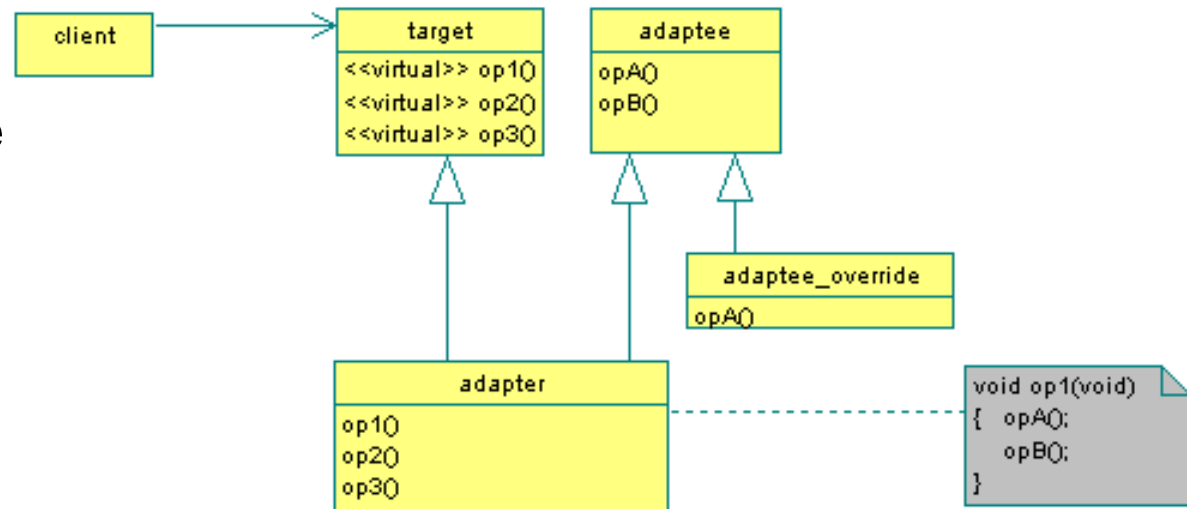 client
target
<<virtual>> op1()
<<virtual>> op2()
<<virtual>> op3()
adaptee
opA()
opB()
e
adaptee_override
opA()
adapter
op1()
op2()
op3()
void op1(void)
{ opA();
opB();
}